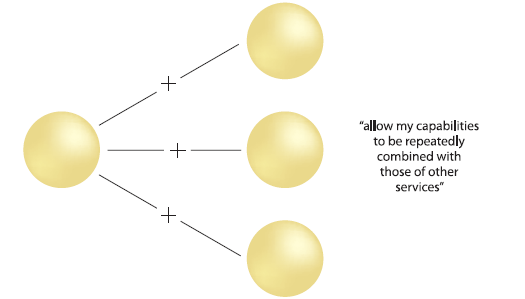 "allow my capabilities
to be repeatedly
combined with
those of other
services"